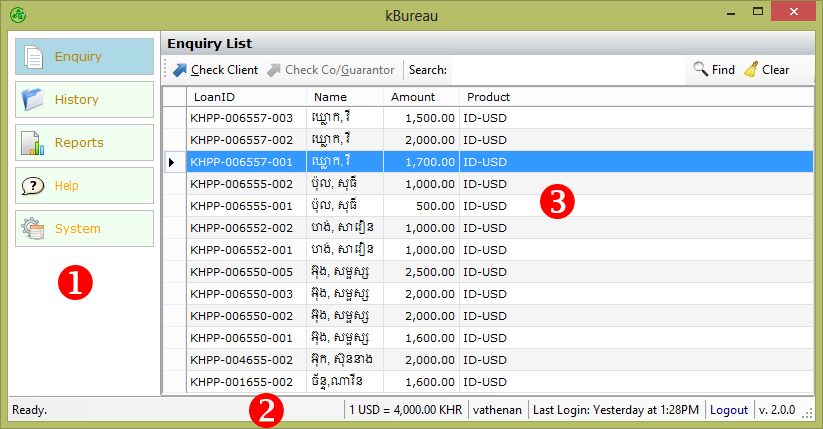 kBureau
Enquiry
History
Reports
Help
System
1
Enquiry List
Check Client Check Co/Guarantor Search: Find Clear
LoanID Name Amount Product
KHPP-006557-003 ឃ្លោក,រី 1,500.00 ID-USD
KHPP-006557-002 ឃ្លោក,រី 2,000.00 ID-USD
KHPP-006557-001 ឃ្លោក,រី 1,700.00 ID-USD
KHPP-006555-002 ប៉ុល, សុធី 1,000.00 ID-USD
KHPP-006555-001 ប៉ុល, សុធី 500.00 ID-USD
KHPP-006552-002 ហង់, សាវឿន 1,000.00 ID-USD
KHPP-006552-001 ហង់, សាវឿន 1,000.00 ID-USD
KHPP-006550-005 អ៊ុង, សម្ផស្ស 2,500.00 ID-USD
KHPP-006550-003 អ៊ុង, សម្ផស្ស 2,000.00 ID-USD
KHPP-006550-002 អ៊ុង, សម្ផស្ស 2,000.00 ID-USD
KHPP-006550-001 អ៊ុង, សម្ផស្ស 1,600.00 ID-USD
KHPP-004655-002 អ៊ុក, ស៊ុននាង 2,000.00 ID-USD
KHPP-001655-002 ច័ន្ទ,ណាវីន 1,600.00 ID-USD
3
Ready. 2 1 USD = 4,000.00 KHR vathenan Last Login: Yesterday at 1:28PM Logout v. 2.0.0